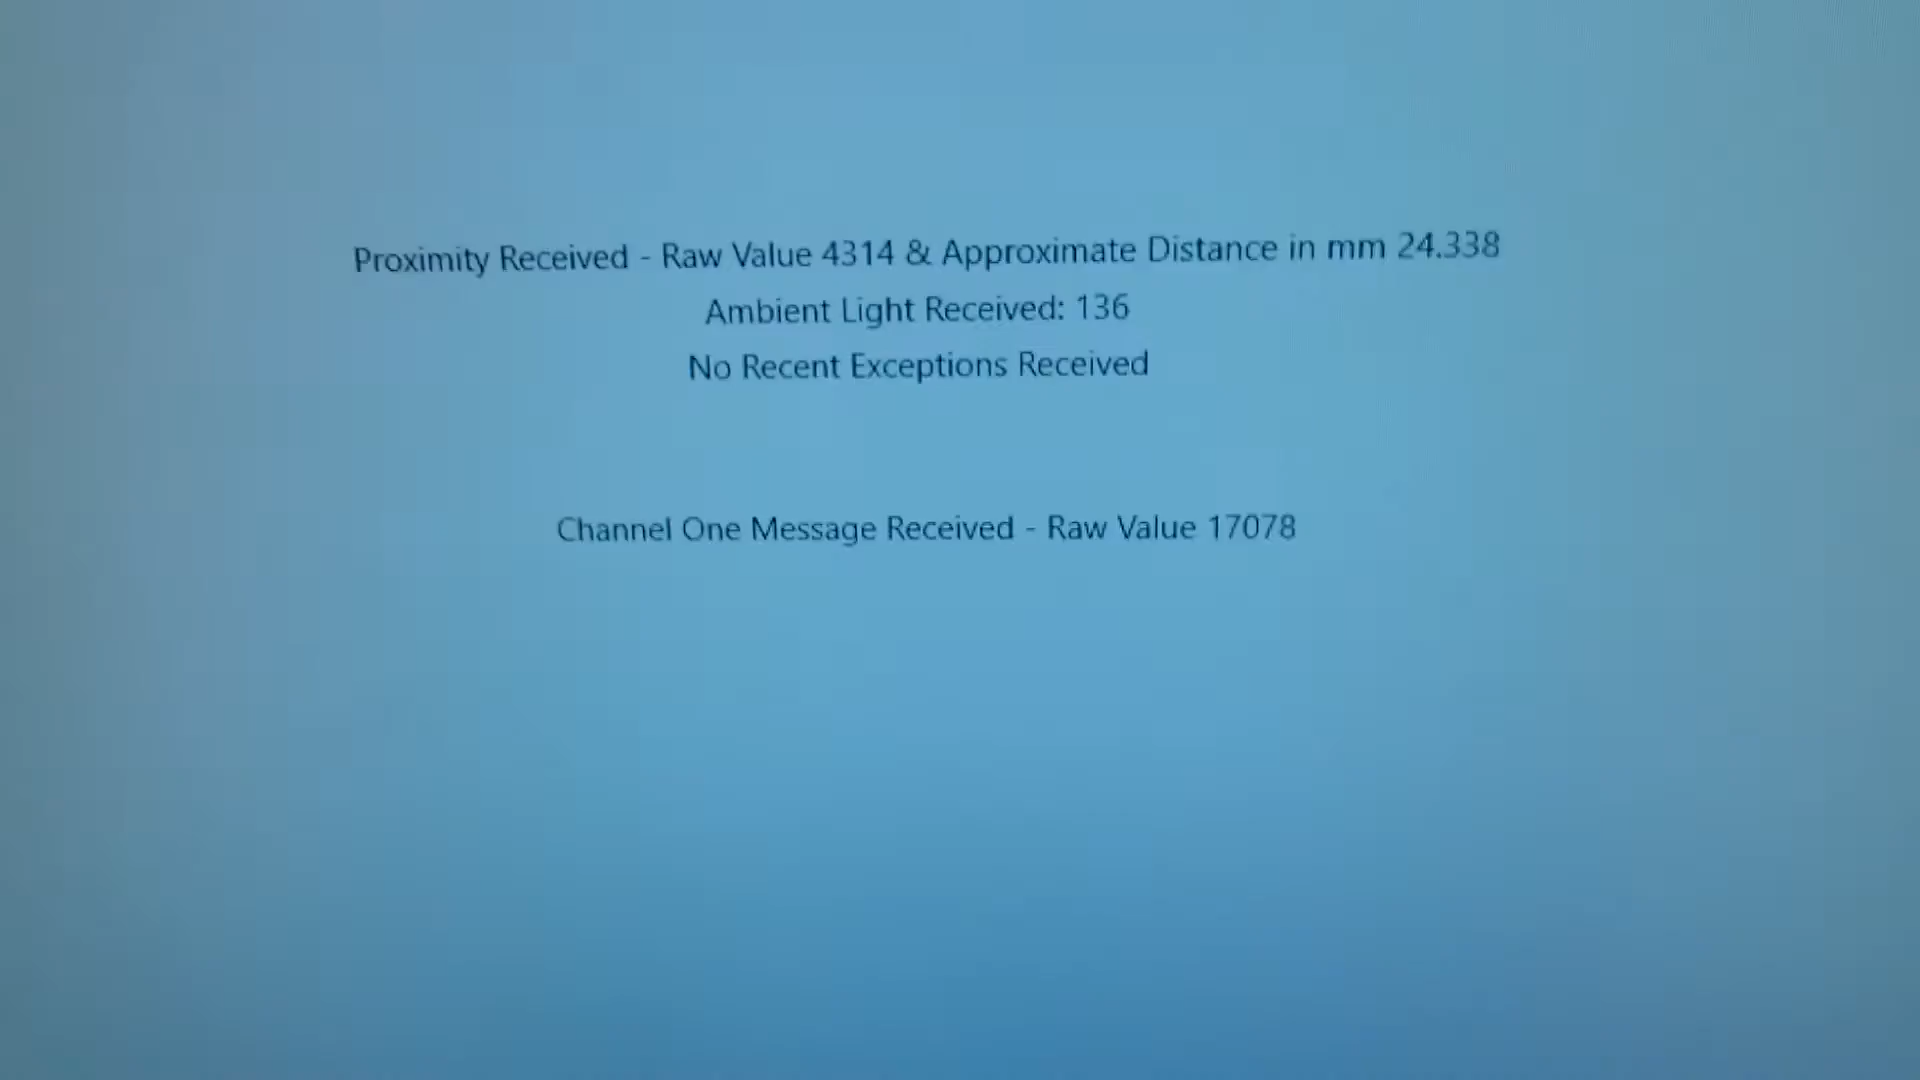 Proximity Received - Raw Value 4314 & Approximate Distance in mm 24.338
Ambient Light Received: 136
No Recent Exceptions Received
Channel One Message Received - Raw Value 17078